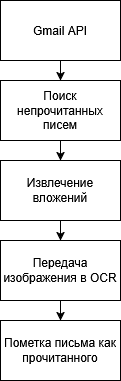 Gmail API
Поиск
непрочитанных
писем
Извлечение
вложений
Передача
изображения в OCR
Пометка письма как
прочитанного